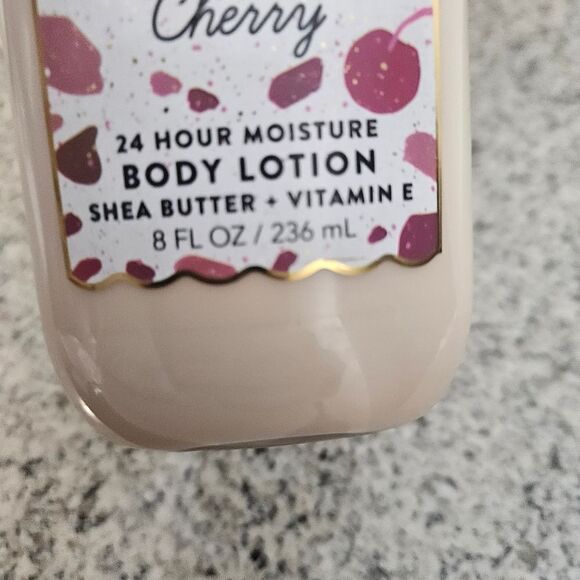 Cherry
24 HOUR MOISTURE
BODY LOTION
SHEA BUTTER + VITAMIN E
8 FL OZ / 236 mL